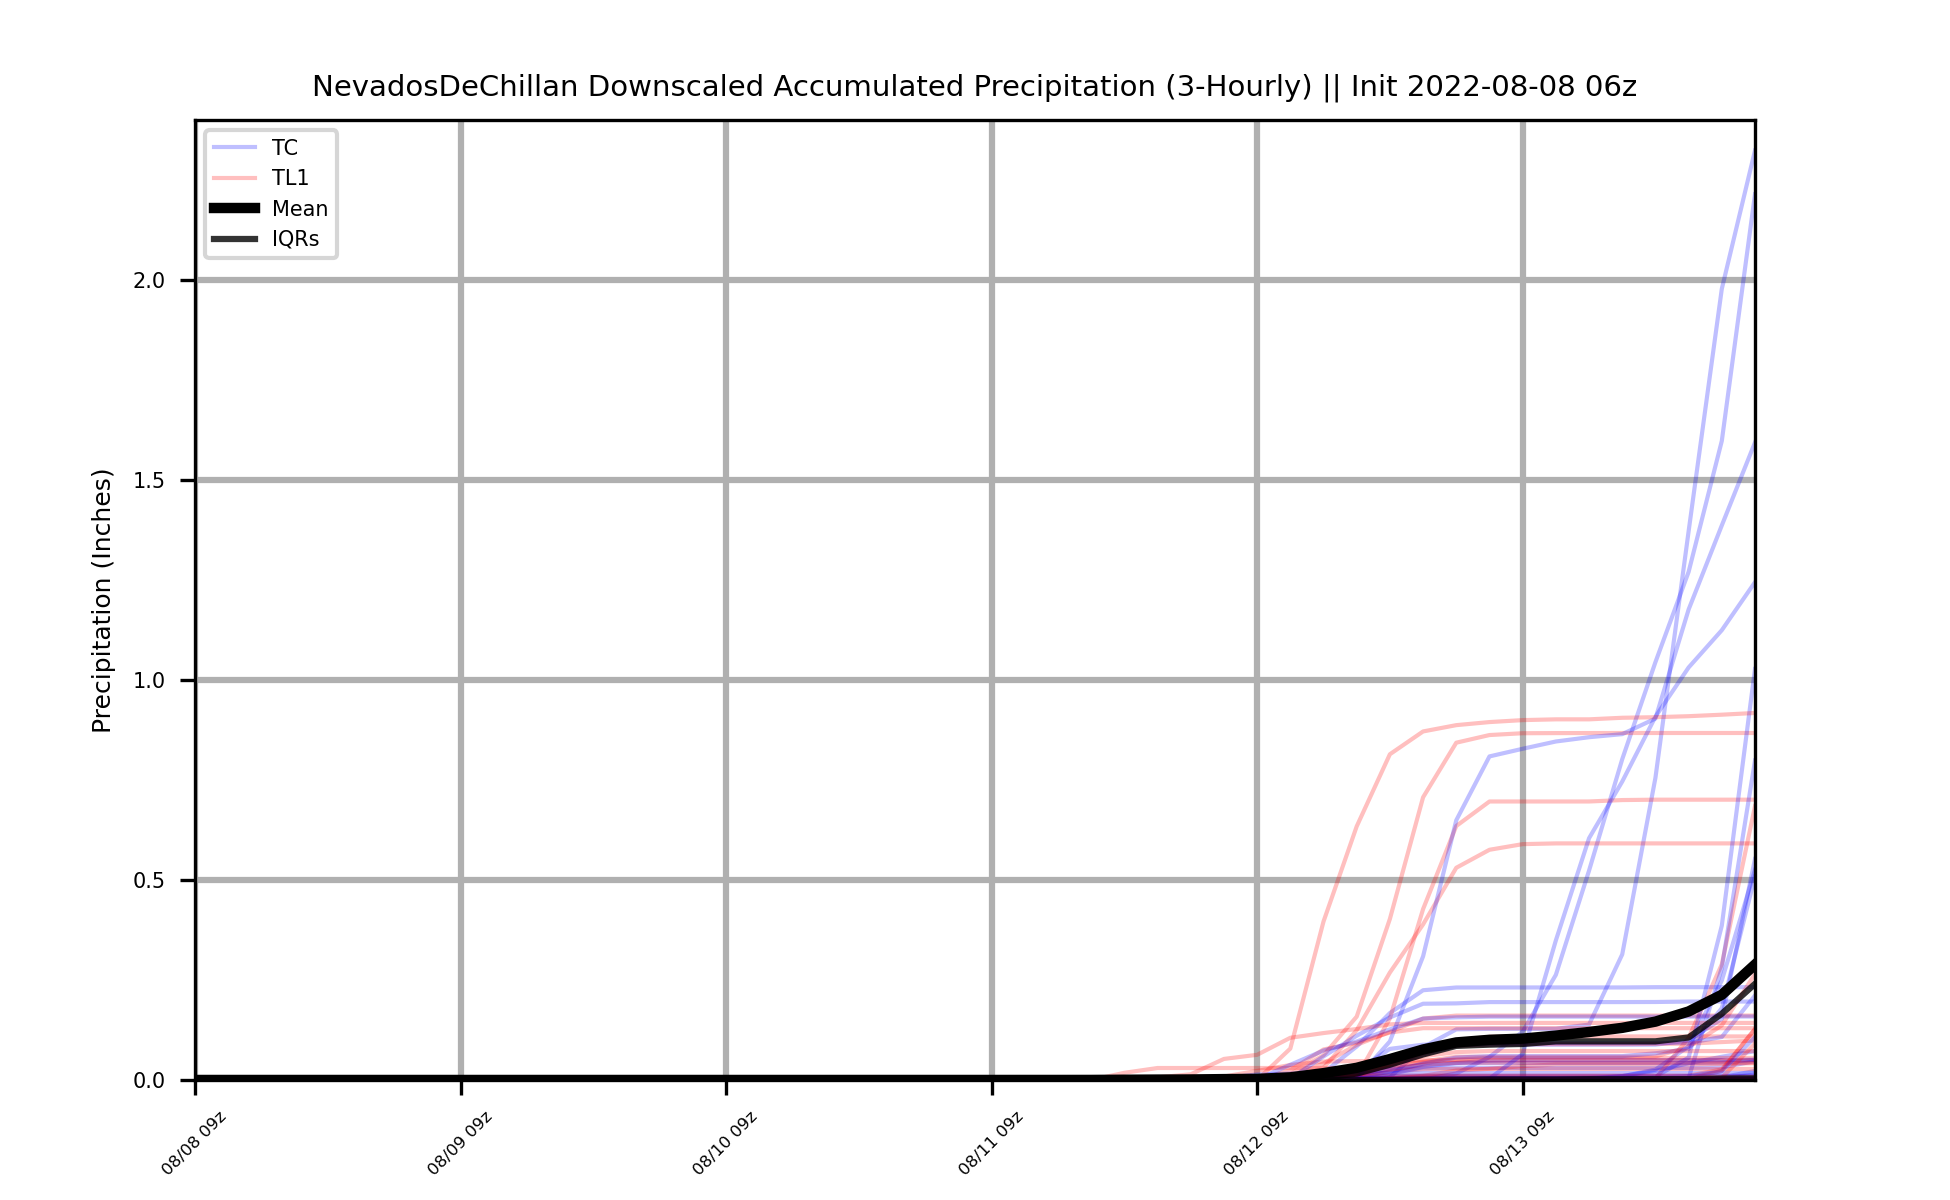 NevadosDeChillan Downscaled Accumulated Precipitation (3-Hourly) || Init 2022-08-08 06z
TC
TL1
Mean
IQRs
Precipitation (Inches)
2.0
1.5
1.0
0.5
0.0
08/08 09z
08/09 09z
08/10 09z
08/11 09z
08/12 09z
08/13 09z